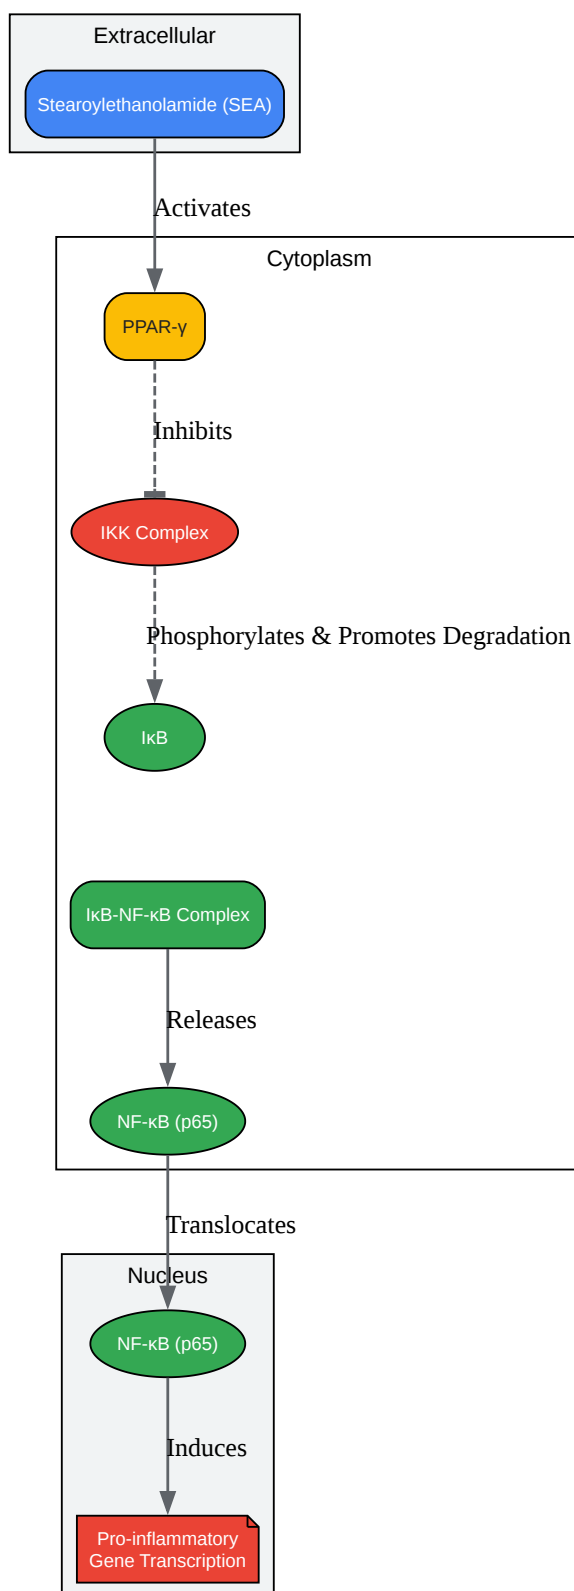 Extracellular
Stearoylethanolamide (SEA)
Activates
Cytoplasm
PPAR-γ
Inhibits
IKK Complex
Phosphorylates & Promotes Degradation
IκB
IκB-NF-κB Complex
Releases
NF-κB (p65)
Translocates
Nucleus
NF-κB (p65)
Induces
Pro-inflammatory
Gene Transcription